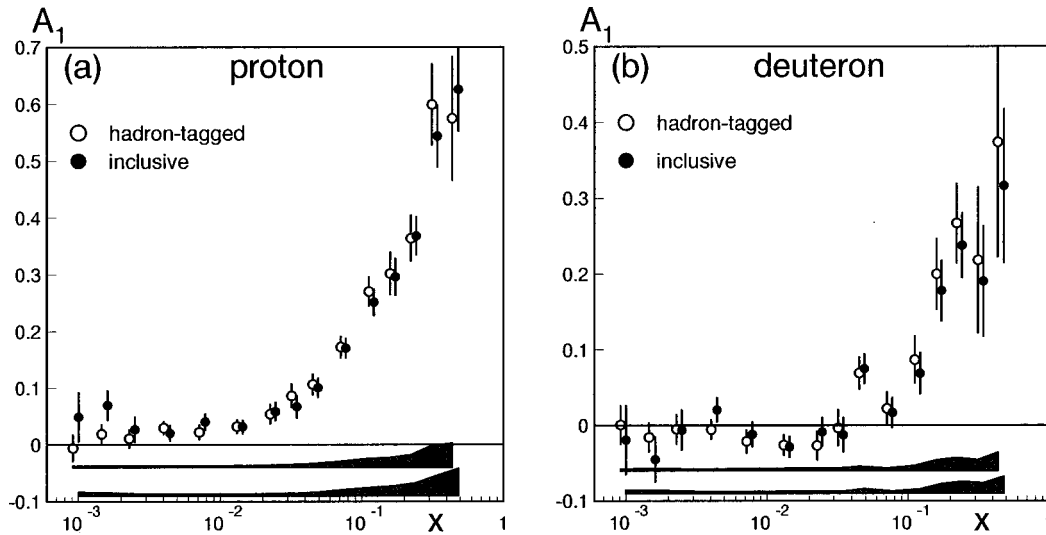 A₁
(a) proton
hadron-tagged
inclusive
0.7
0.6
0.5
0.4
0.3
0.2
0.1
0
-0.1
10⁻³
10⁻²
10⁻¹
X
1
A₁
(b) deuteron
hadron-tagged
inclusive
0.5
0.4
0.3
0.2
0.1
0
-0.1
10⁻³
10⁻²
10⁻¹
X
1